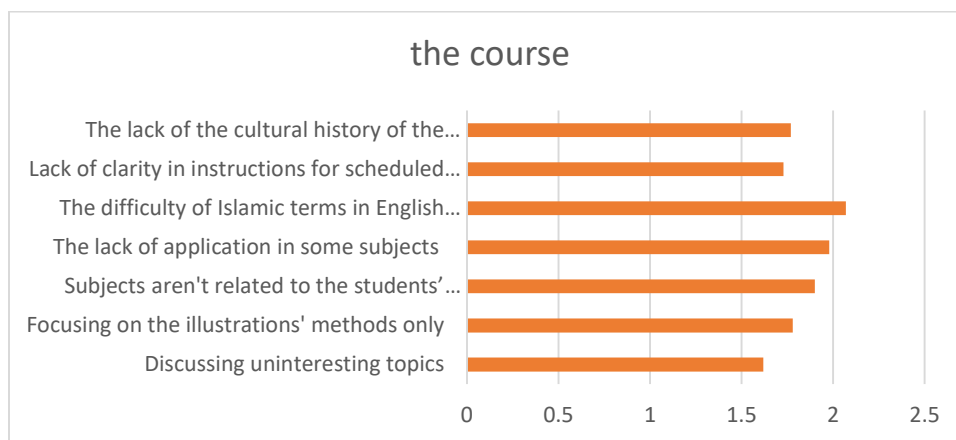 the course
The lack of the cultural history of the...
Lack of clarity in instructions for scheduled...
The difficulty of Islamic terms in English...
The lack of application in some subjects
Subjects aren't related to the students’...
Focusing on the illustrations' methods only
Discussing uninteresting topics
0 0.5 1 1.5 2 2.5